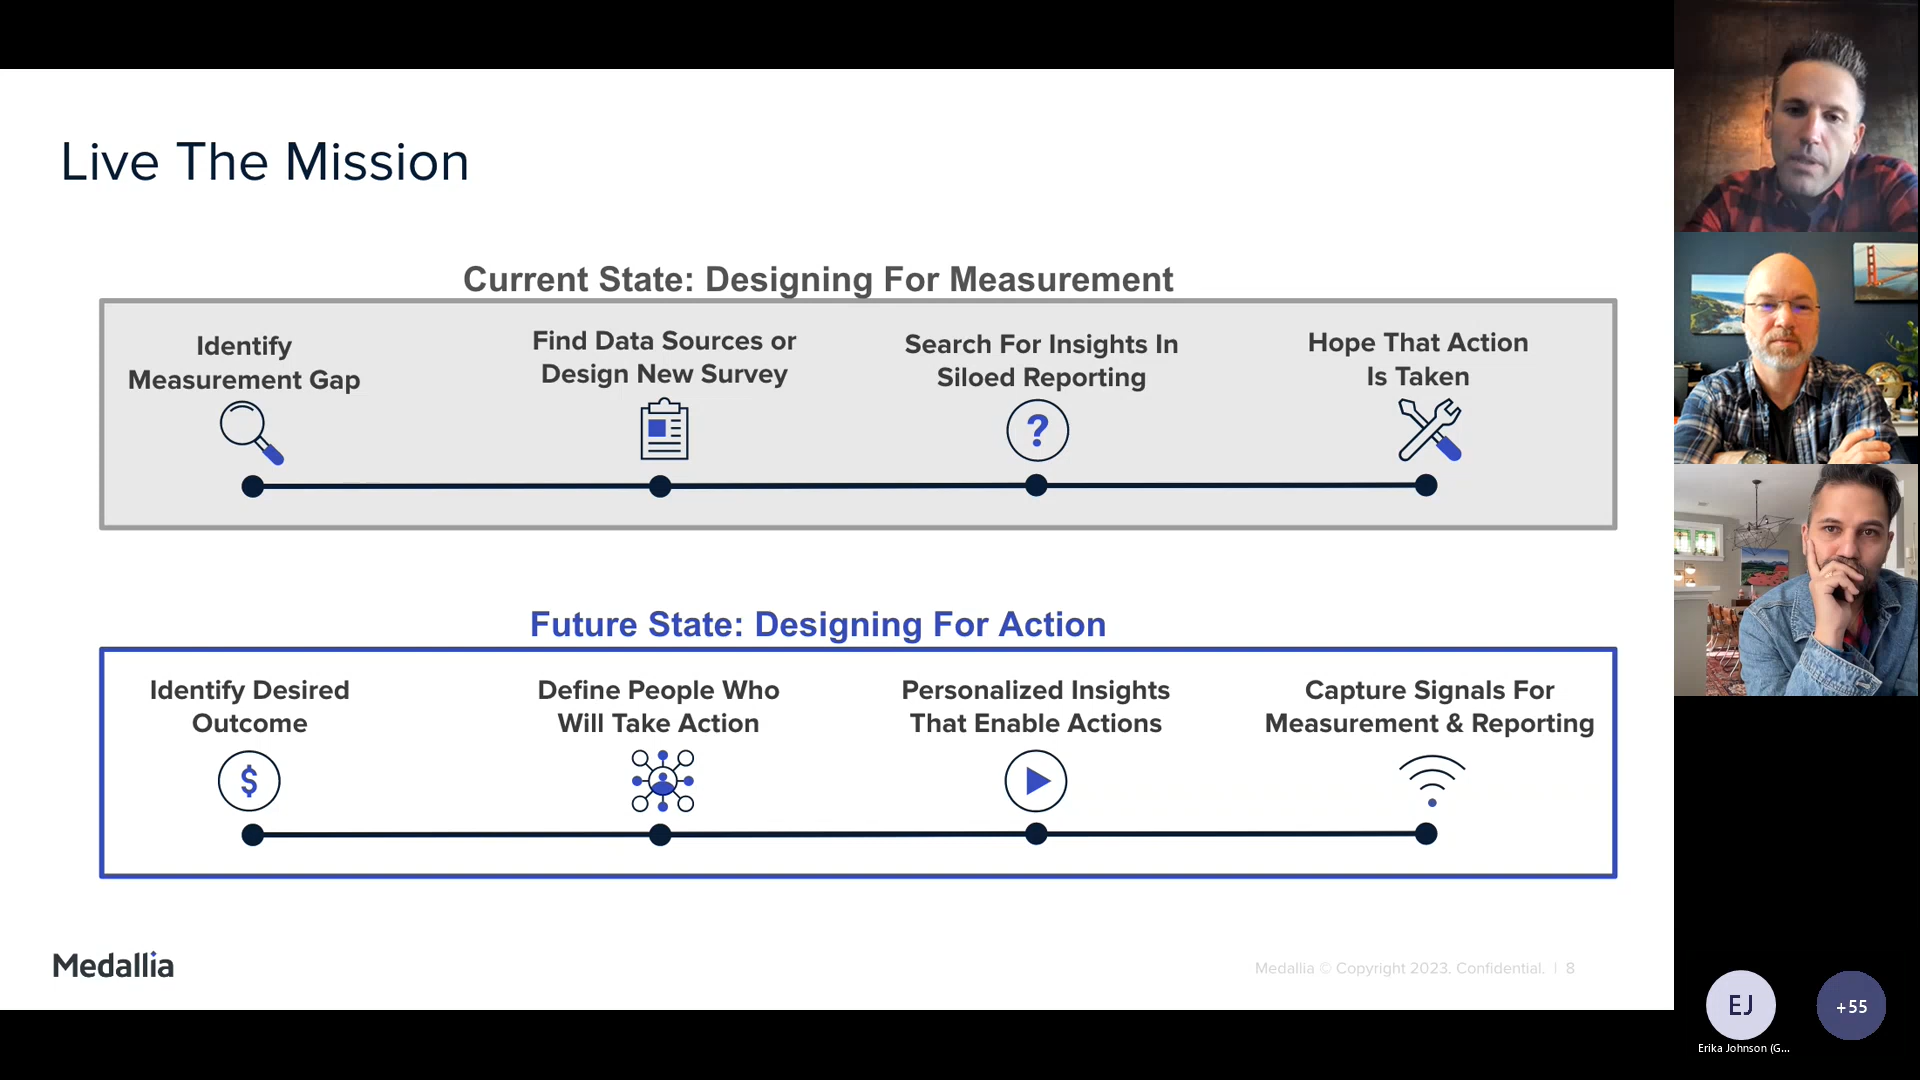 Live The Mission
Current State: Designing For Measurement
Identify
Measurement Gap
Find Data Sources or
Design New Survey
Search For Insights In
Siloed Reporting
?
Hope That Action
Is Taken
Future State: Designing For Action
Identify Desired
Outcome
$
Define People Who
Will Take Action
Personalized Insights
That Enable Actions
Capture Signals For
Measurement & Reporting
Medallia
Medallia © Copyright 2023. Confidential. | 8
EJ
+55
Erika Johnson (G...